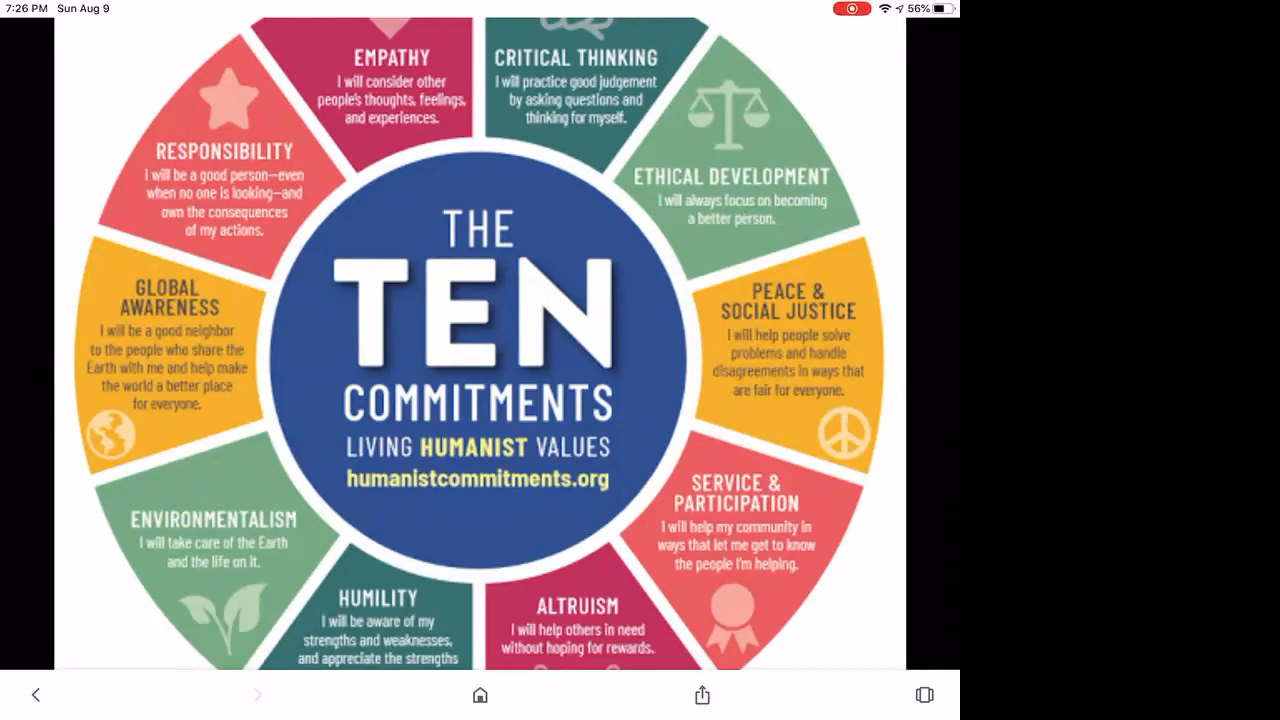 7:26 PM Sun Aug 9
56%
EMPATHY
I will consider other
people's thoughts, feelings,
and experiences.
CRITICAL THINKING
I will practice good judgement
by asking questions and
thinking for myself.
ETHICAL DEVELOPMENT
I will always focus on becoming
a better person.
PEACE &
SOCIAL JUSTICE
I will help people solve
problems and handle
disagreements in ways that
are fair for everyone.
SERVICE &
PARTICIPATION
I will help my community in
ways that let me get to know
the people I'm helping.
ALTRUISM
I will help others in need
without hoping for rewards.
HUMILITY
I will be aware of my
strengths and weaknesses,
and appreciate the strengths
ENVIRONMENTALISM
I will take care of the Earth
and the life on it.
GLOBAL
AWARENESS
I will be a good neighbor
to the people who share the
Earth with me and help make
the world a better place
for everyone.
RESPONSIBILITY
I will be a good person—even
when no one is looking—and
own the consequences
of my actions.
THE
TEN
COMMITMENTS
LIVING HUMANIST VALUES
humanistcommitments.org